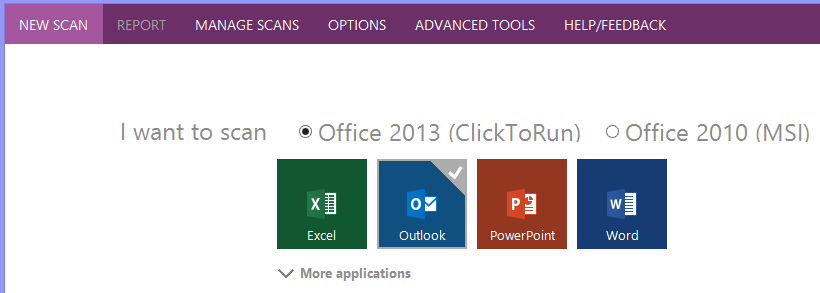 NEW SCAN REPORT MANAGE SCANS OPTIONS ADVANCED TOOLS HELP/FEEDBACK
I want to scan Office 2013 (ClickToRun) Office 2010 (MSI)
Excel Outlook PowerPoint Word
More applications